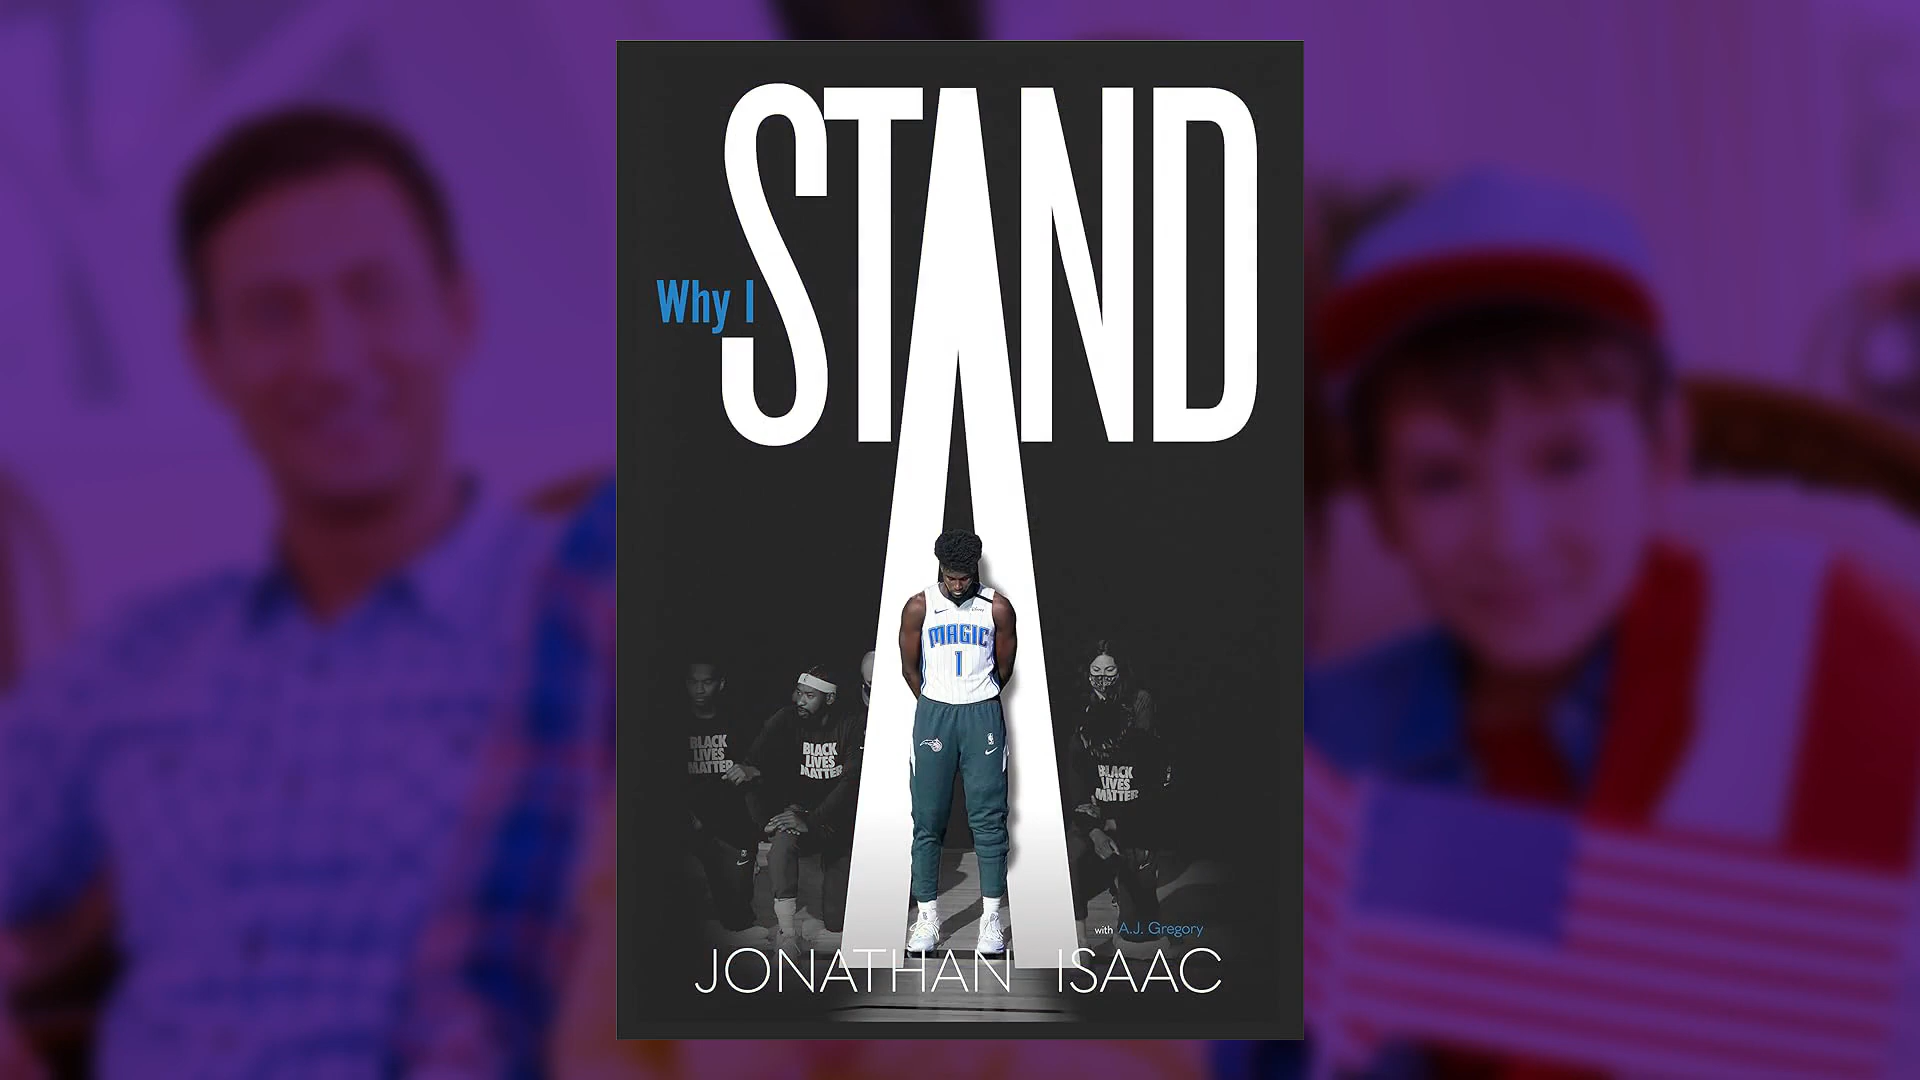 Why I
STAND
MAGIC
1
BLACK
LIVES
MATTER
BLACK
LIVES
MATTER
BLACK
LIVES
MATTER
with A.J. Gregory
JONATHAN ISAAC